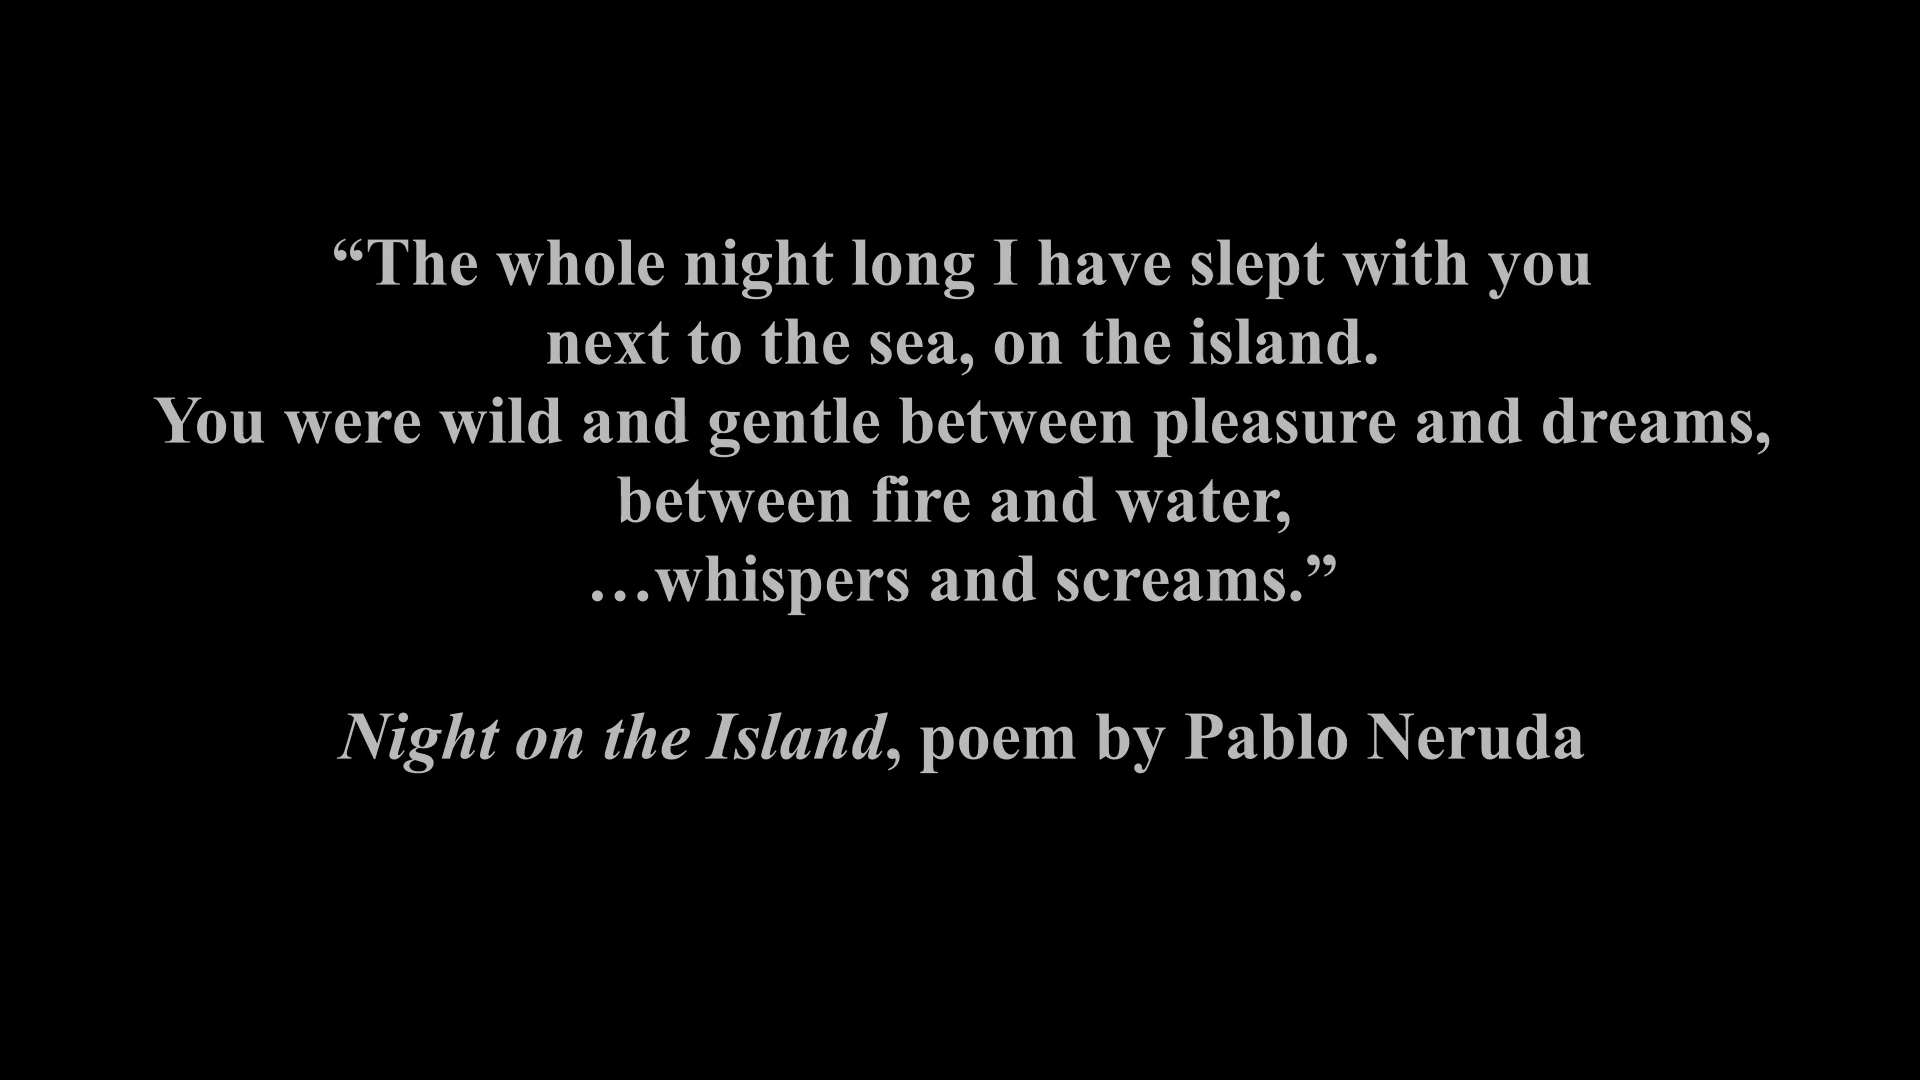 “The whole night long I have slept with you
next to the sea, on the island.
You were wild and gentle between pleasure and dreams,
between fire and water,
…whispers and screams.”
Night on the Island, poem by Pablo Neruda